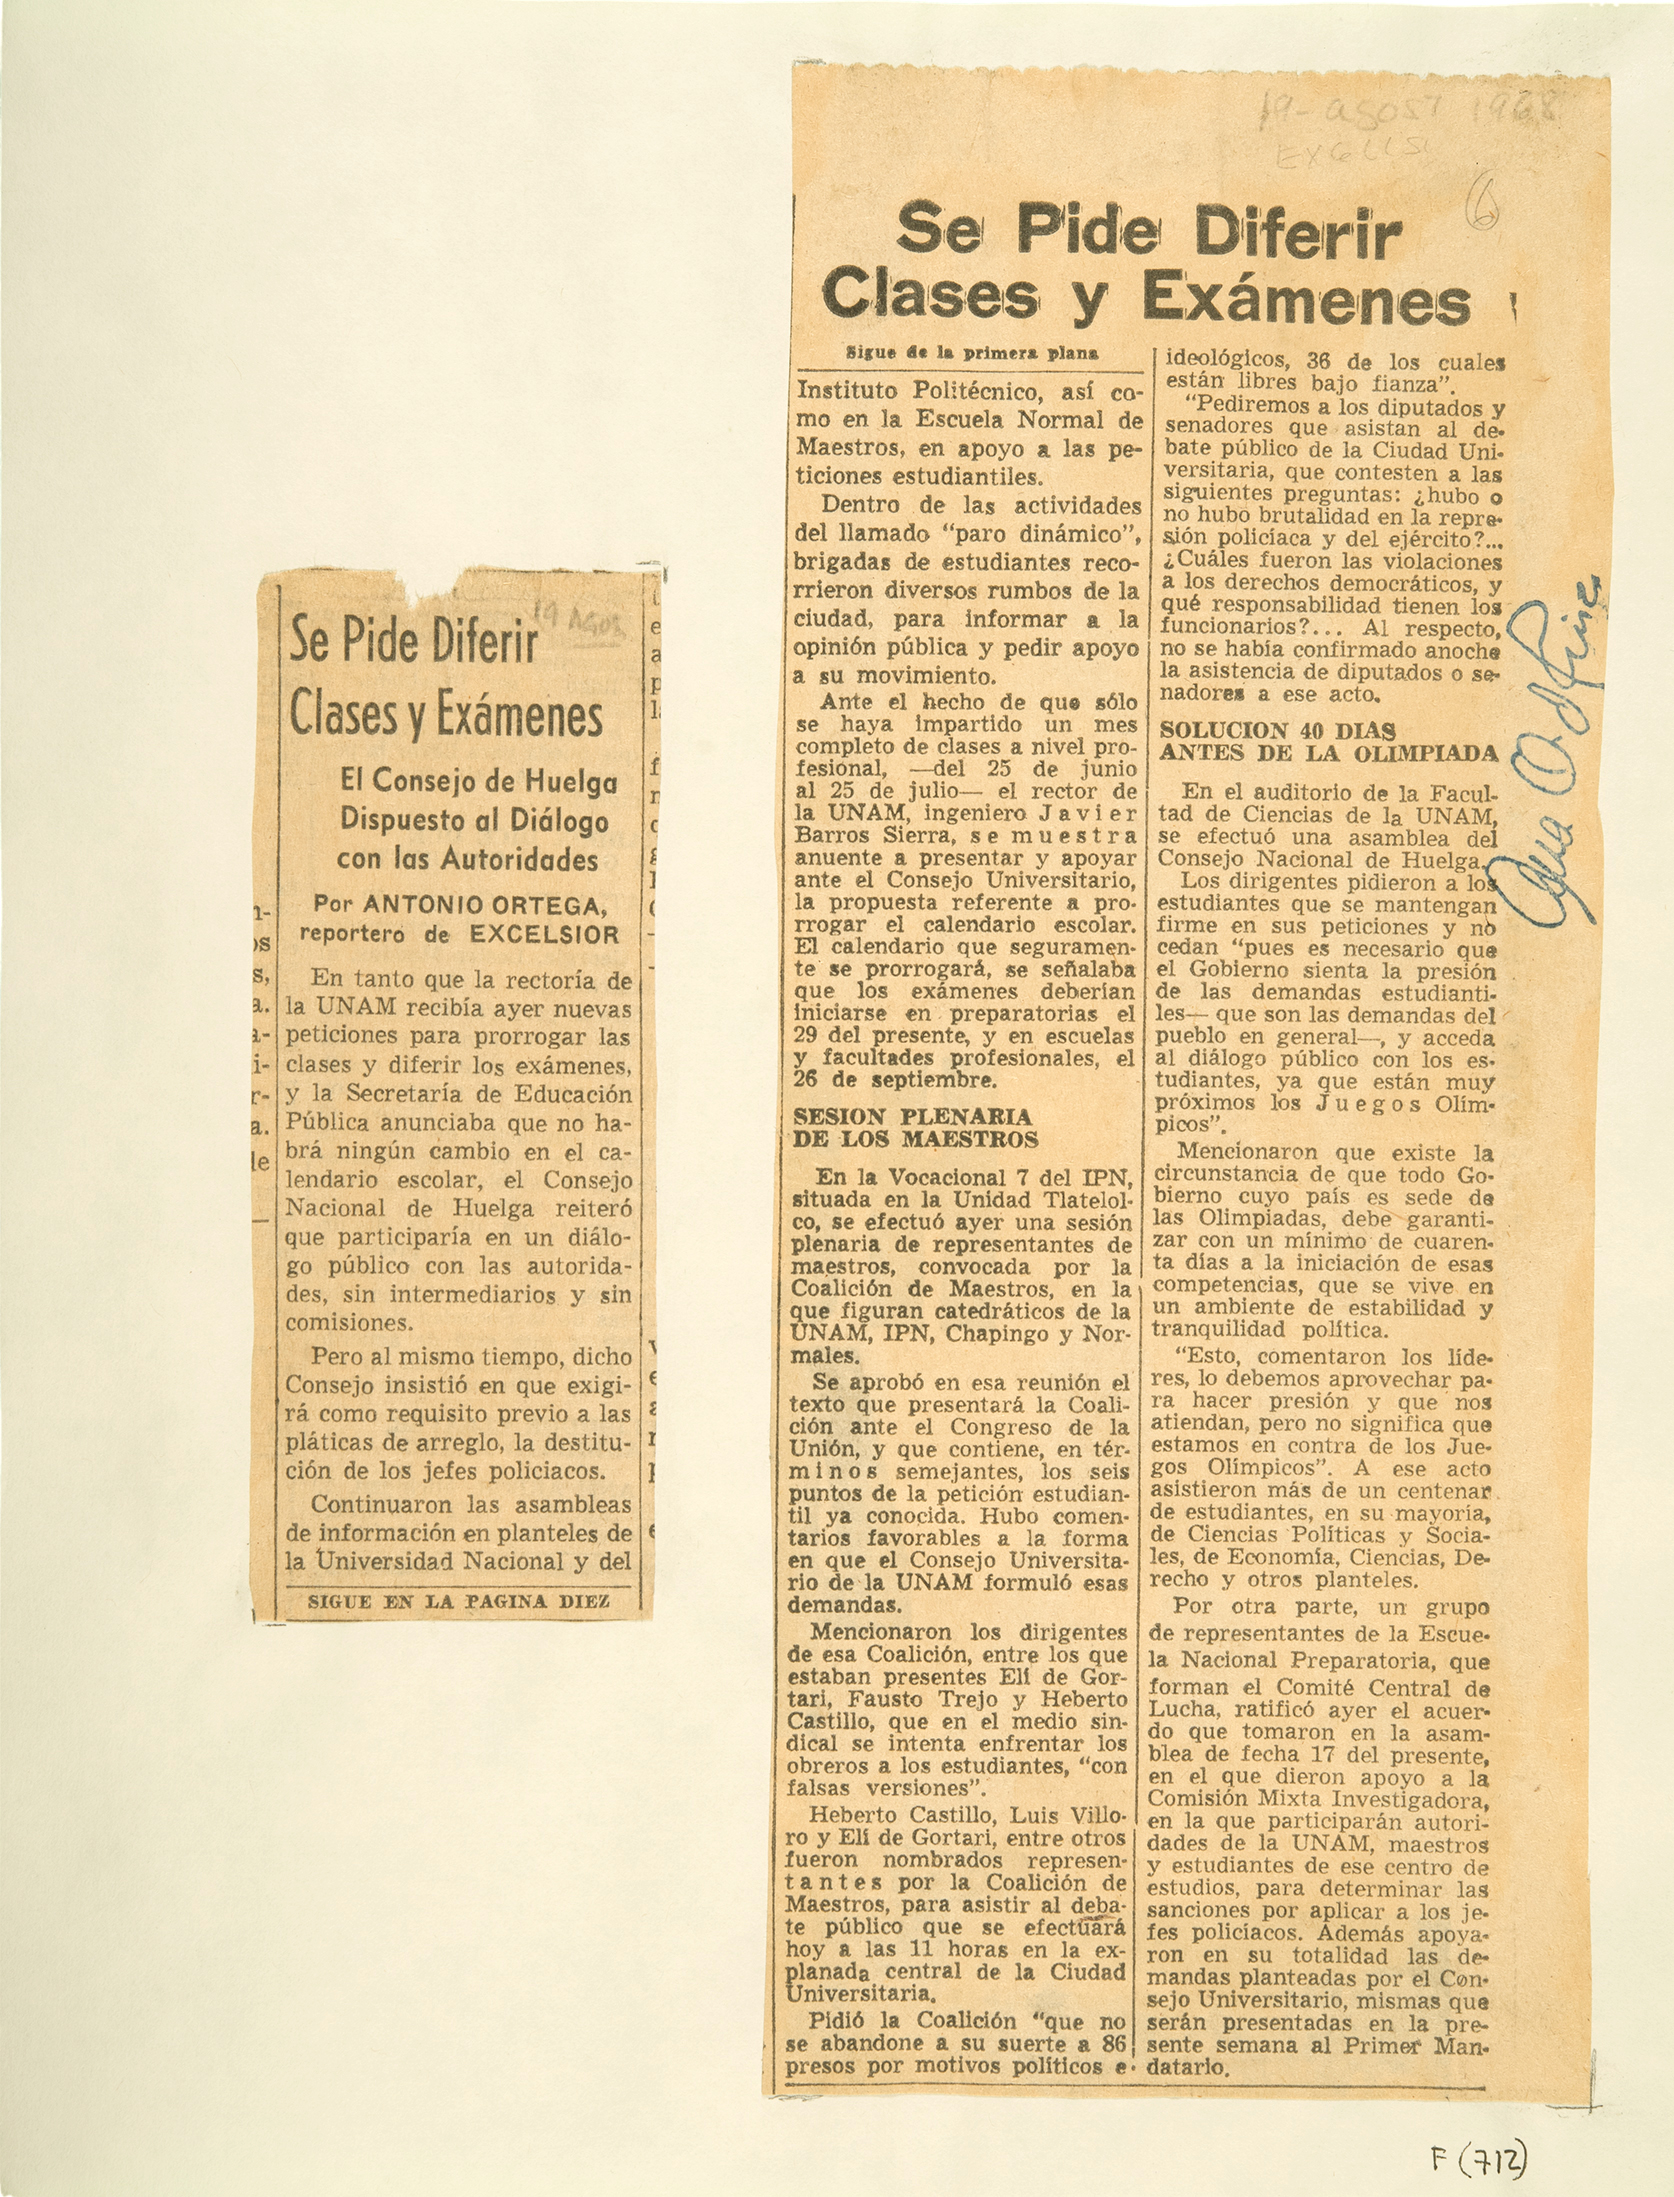 19 AGOS
Se Pide Diferir
Clases y Exámenes
El Consejo de Huelga
Dispuesto al Diálogo
con las Autoridades
Por ANTONIO ORTEGA,
reportero de EXCELSIOR
En tanto que la rectoría de
la UNAM recibía ayer nuevas
peticiones para prorrogar las
clases y diferir los exámenes,
y la Secretaría de Educación
Pública anunciaba que no ha-
brá ningún cambio en el ca-
lendario escolar, el Consejo
Nacional de Huelga reiteró
que participaría en un diálo-
go público con las autorida-
des, sin intermediarios y sin
comisiones.
Pero al mismo tiempo, dicho
Consejo insistió en que exigi-
rá como requisito previo a las
pláticas de arreglo, la destitu-
ción de los jefes policiacos.
Continuaron las asambleas
de información en planteles de
la Universidad Nacional y del
SIGUE EN LA PAGINA DIEZ
19-agost 1968
EXCELSI
6
Se Pide Diferir
Clases y Exámenes
Sigue de la primera plana
Instituto Politécnico, así co-
mo en la Escuela Normal de
Maestros, en apoyo a las pe-
ticiones estudiantiles.
Dentro de las actividades
del llamado "paro dinámico",
brigadas de estudiantes reco-
rrieron diversos rumbos de la
ciudad, para informar a la
opinión pública y pedir apoyo
a su movimiento.
Ante el hecho de que sólo
se haya impartido un mes
completo de clases a nivel pro-
fesional, —del 25 de junio
al 25 de julio— el rector de
la UNAM, ingeniero Javier
Barros Sierra, se muestra
anuente a presentar y apoyar
ante el Consejo Universitario,
la propuesta referente a pro-
rrogar el calendario escolar.
El calendario que seguramen-
te se prorrogará, se señalaba
que los exámenes deberían
iniciarse en preparatorias el
29 del presente, y en escuelas
y facultades profesionales, el
26 de septiembre.
SESION PLENARIA
DE LOS MAESTROS
En la Vocacional 7 del IPN,
situada en la Unidad Tlatelol-
co, se efectuó ayer una sesión
plenaria de representantes de
maestros, convocada por la
Coalición de Maestros, en la
que figuran catedráticos de la
UNAM, IPN, Chapingo y Nor-
males.
Se aprobó en esa reunión el
texto que presentará la Coali-
ción ante el Congreso de la
Unión, y que contiene, en tér-
minos semejantes, los seis
puntos de la petición estudian-
til ya conocida. Hubo comen-
tarios favorables a la forma
en que el Consejo Universita-
rio de la UNAM formuló esas
demandas.
Mencionaron los dirigentes
de esa Coalición, entre los que
estaban presentes Elí de Gor-
tari, Fausto Trejo y Heberto
Castillo, que en el medio sin-
dical se intenta enfrentar los
obreros a los estudiantes, "con
falsas versiones".
Heberto Castillo, Luis Villo-
ro y Elí de Gortari, entre otros
fueron nombrados represen-
tantes por la Coalición de
Maestros, para asistir al deba-
te público que se efectuará
hoy a las 11 horas en la ex-
planada central de la Ciudad
Universitaria.
Pidió la Coalición "que no
se abandone a su suerte a 86
presos por motivos políticos e
ideológicos, 36 de los cuales
están libres bajo fianza".
"Pediremos a los diputados y
senadores que asistan al de-
bate público de la Ciudad Uni-
versitaria, que contesten a las
siguientes preguntas: ¿hubo o
no hubo brutalidad en la repre-
sión policíaca y del ejército?...
¿Cuáles fueron las violaciones
a los derechos democráticos, y
qué responsabilidad tienen los
funcionarios?... Al respecto,
no se había confirmado anoche
la asistencia de diputados o se-
nadores a ese acto.
SOLUCION 40 DIAS
ANTES DE LA OLIMPIADA
En el auditorio de la Facul-
tad de Ciencias de la UNAM,
se efectuó una asamblea del
Consejo Nacional de Huelga.
Los dirigentes pidieron a los
estudiantes que se mantengan
firme en sus peticiones y no
cedan "pues es necesario que
el Gobierno sienta la presión
de las demandas estudianti-
les— que son las demandas del
pueblo en general—, y acceda
al diálogo público con los es-
tudiantes, ya que están muy
próximos los Juegos Olím-
picos".
Mencionaron que existe la
circunstancia de que todo Go-
bierno cuyo país es sede de
las Olimpiadas, debe garanti-
zar con un mínimo de cuaren-
ta días a la iniciación de esas
competencias, que se vive en
un ambiente de estabilidad y
tranquilidad política.
"Esto, comentaron los líde-
res, lo debemos aprovechar pa-
ra hacer presión y que nos
atiendan, pero no significa que
estamos en contra de los Jue-
gos Olímpicos". A ese acto
asistieron más de un centenar
de estudiantes, en su mayoría,
de Ciencias Políticas y Socia-
les, de Economía, Ciencias, De-
recho y otros planteles.
Por otra parte, un grupo
de representantes de la Escue-
la Nacional Preparatoria, que
forman el Comité Central de
Lucha, ratificó ayer el acuer-
do que tomaron en la asam-
blea de fecha 17 del presente,
en el que dieron apoyo a la
Comisión Mixta Investigadora,
en la que participarán autori-
dades de la UNAM, maestros
y estudiantes de ese centro de
estudios, para determinar las
sanciones por aplicar a los je-
fes policíacos. Además apoya-
ron en su totalidad las de-
mandas planteadas por el Con-
sejo Universitario, mismas que
serán presentadas en la pre-
sente semana al Primer Man-
datario.
F (712)